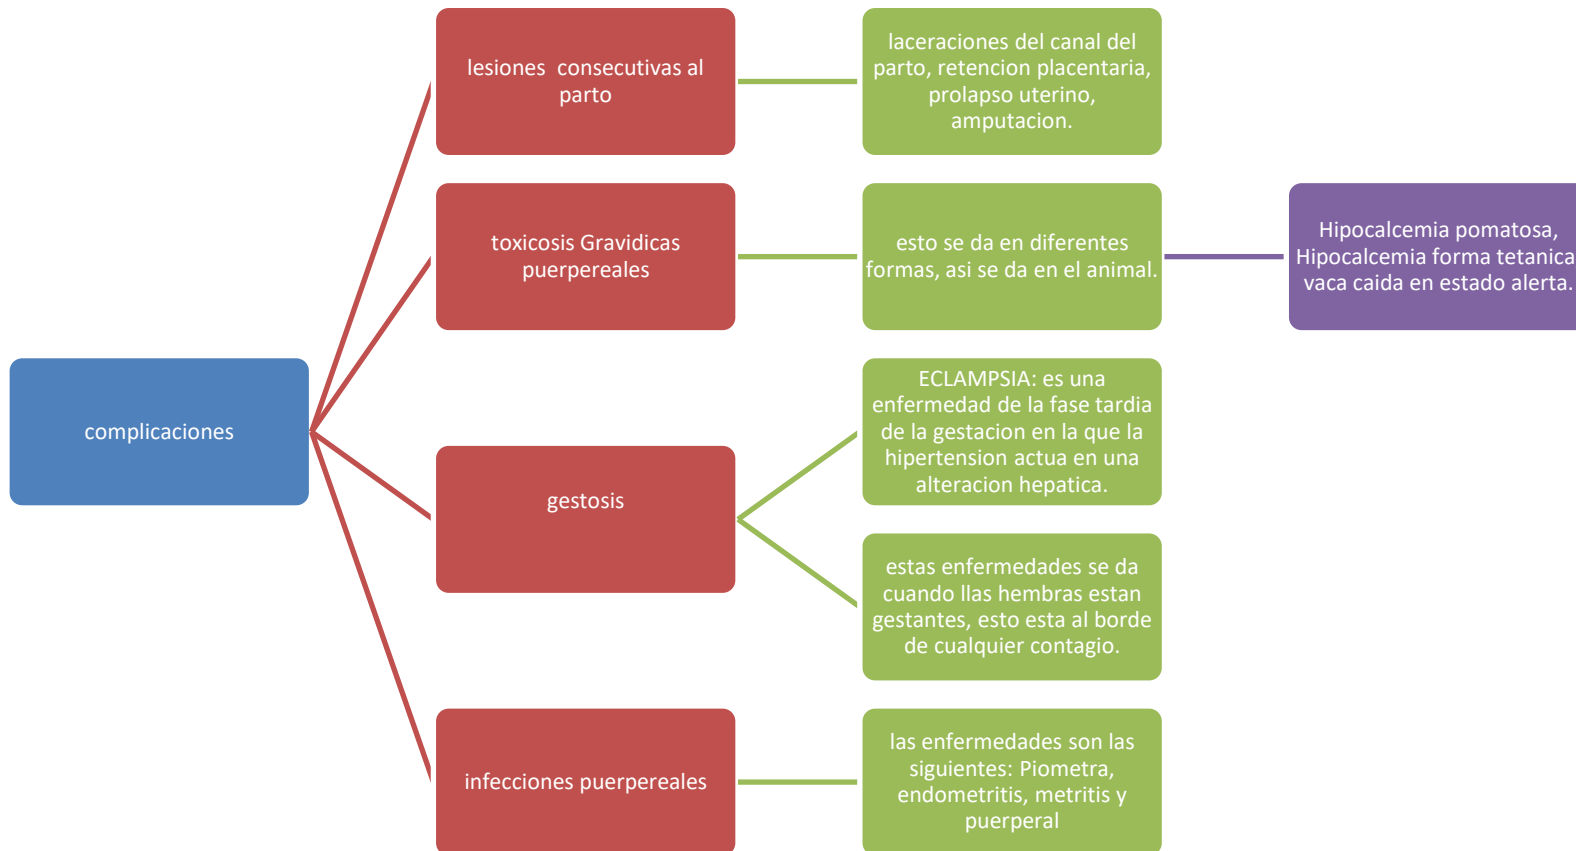 complicaciones
lesiones consecutivas al
parto
laceraciones del canal del
parto, retencion placentaria,
prolapso uterino,
amputacion.
toxicosis Gravidicas
puerpereales
esto se da en diferentes
formas, asi se da en el animal.
Hipocalcemia pomatosa,
Hipocalcemia forma tetanica,
vaca caida en estado alerta.
gestosis
ECLAMPSIA: es una
enfermedad de la fase tardia
de la gestacion en la que la
hipertension actua en una
alteracion hepatica.
estas enfermedades se da
cuando llas hembras estan
gestantes, esto esta al borde
de cualquier contagio.
infecciones puerpereales
las enfermedades son las
siguientes: Piometra,
endometritis, metritis y
puerperal